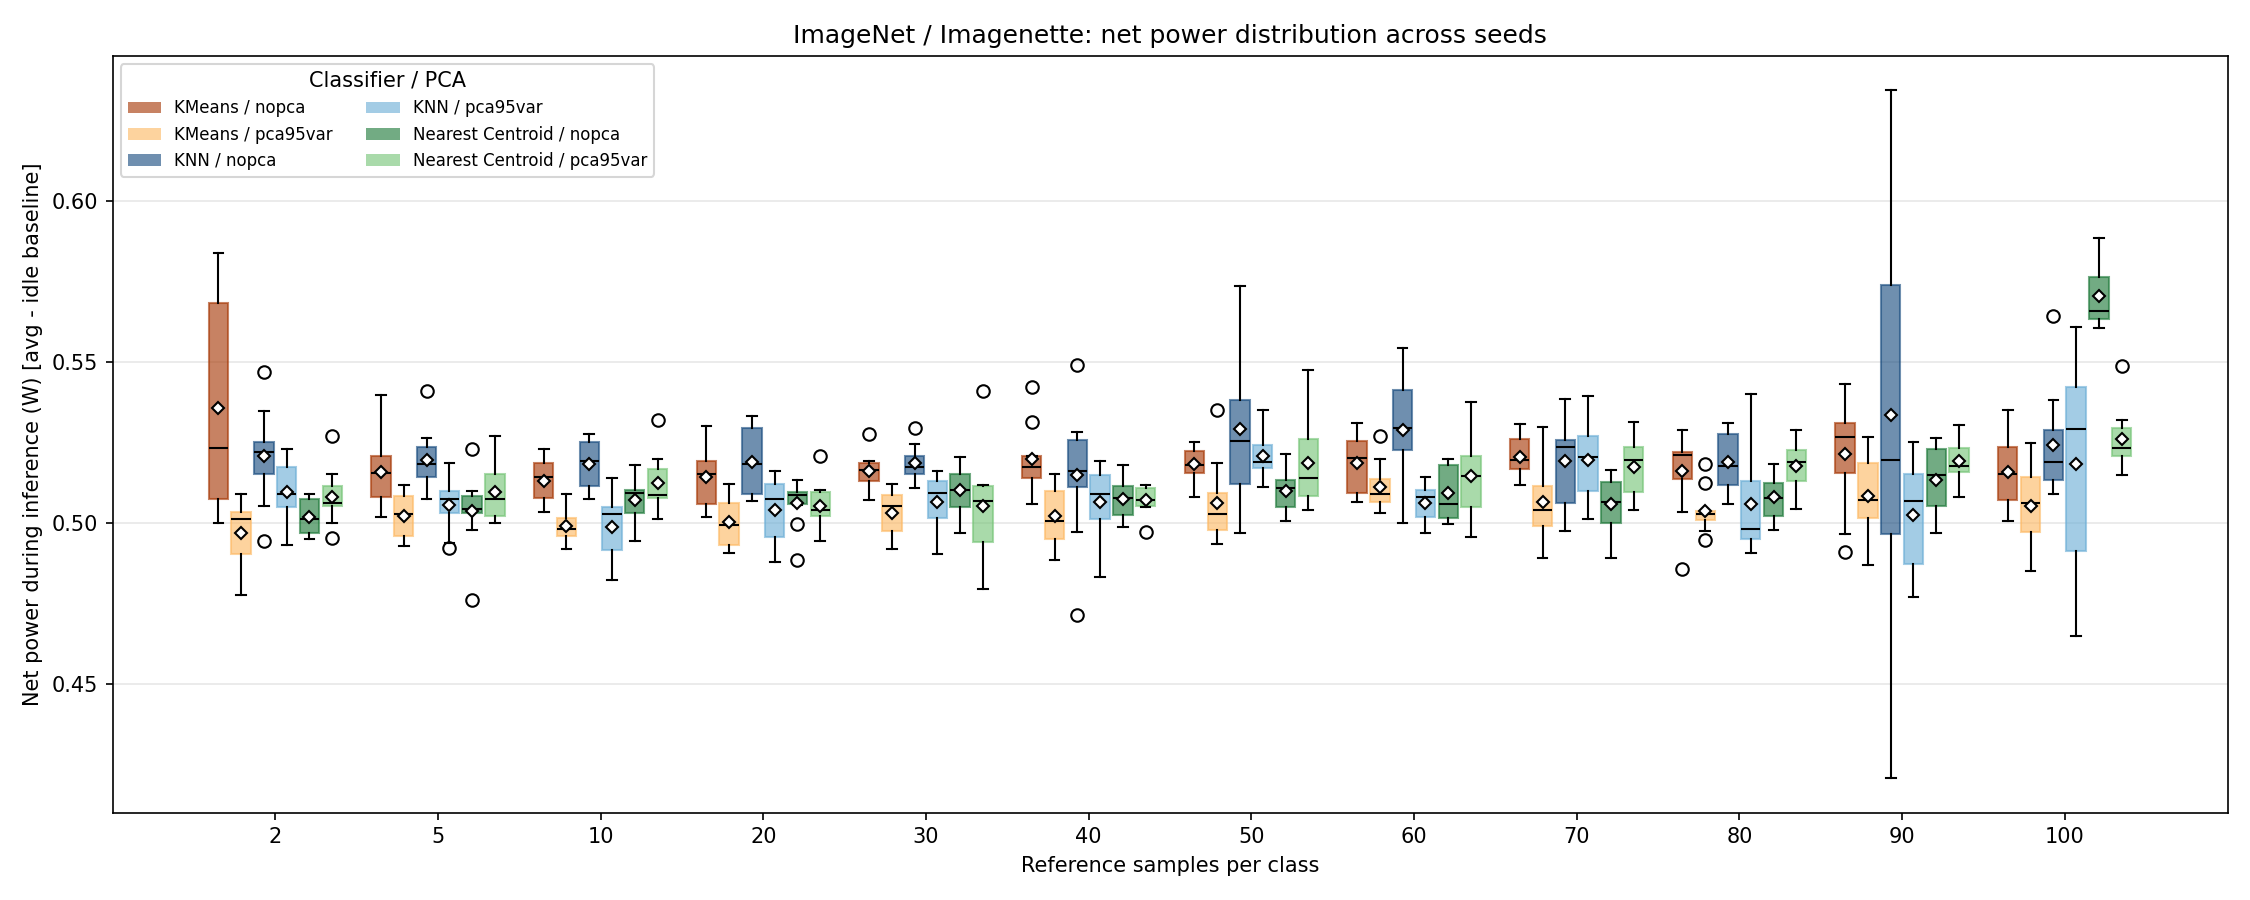 ImageNet / Imagenette: net power distribution across seeds
Classifier / PCA
KMeans / nopca
KMeans / pca95var
KNN / nopca
KNN / pca95var
Nearest Centroid / nopca
Nearest Centroid / pca95var
Net power during inference (W) [avg - idle baseline]
0.60
0.55
0.50
0.45
2 5 10 20 30 40 50 60 70 80 90 100
Reference samples per class